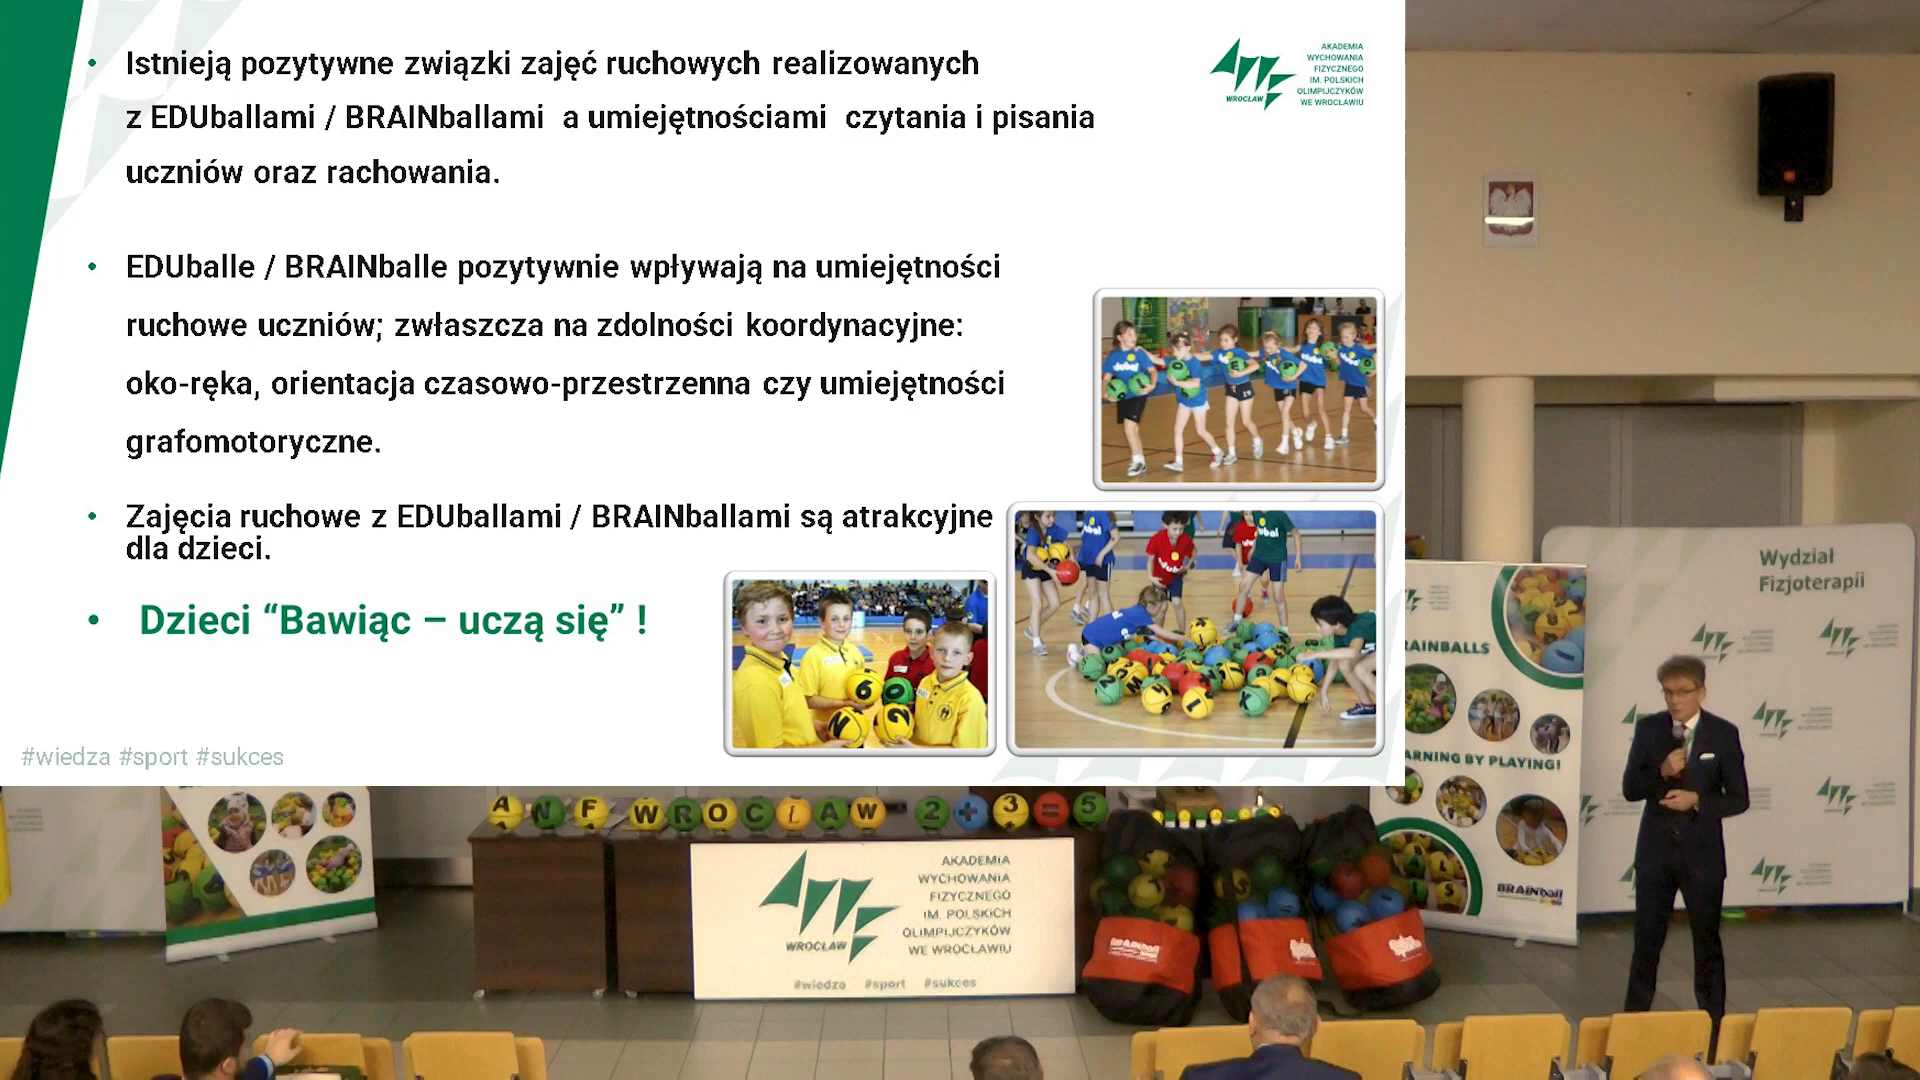 • Istnieją pozytywne związki zajęć ruchowych realizowanych
z EDUballami / BRAINballami a umiejętnościami czytania i pisania
uczniów oraz rachowania.
• EDUballe / BRAINballe pozytywnie wpływają na umiejętności
ruchowe uczniów; zwłaszcza na zdolności koordynacyjne:
oko-ręka, orientacja czasowo-przestrzenna czy umiejętności
grafomotoryczne.
• Zajęcia ruchowe z EDUballami / BRAINballami są atrakcyjne
dla dzieci.
• Dzieci “Bawiąc – uczą się” !
#wiedza #sport #sukces
WROCŁAW
AKADEMIA
WYCHOWANIA
FIZYCZNEGO
IM. POLSKICH
OLIMPIJCZYKÓW
WE WROCŁAWIU
Wydział
Fizjoterapii
RAINBALLS
ARNING BY PLAYING!
BRAINball
A W F W R O C L A W 2 + 3 = 5
WROCŁAW
AKADEMIA
WYCHOWANIA
FIZYCZNEGO
IM. POLSKICH
OLIMPIJCZYKÓW
WE WROCŁAWIU
#wiedza #sport #sukces